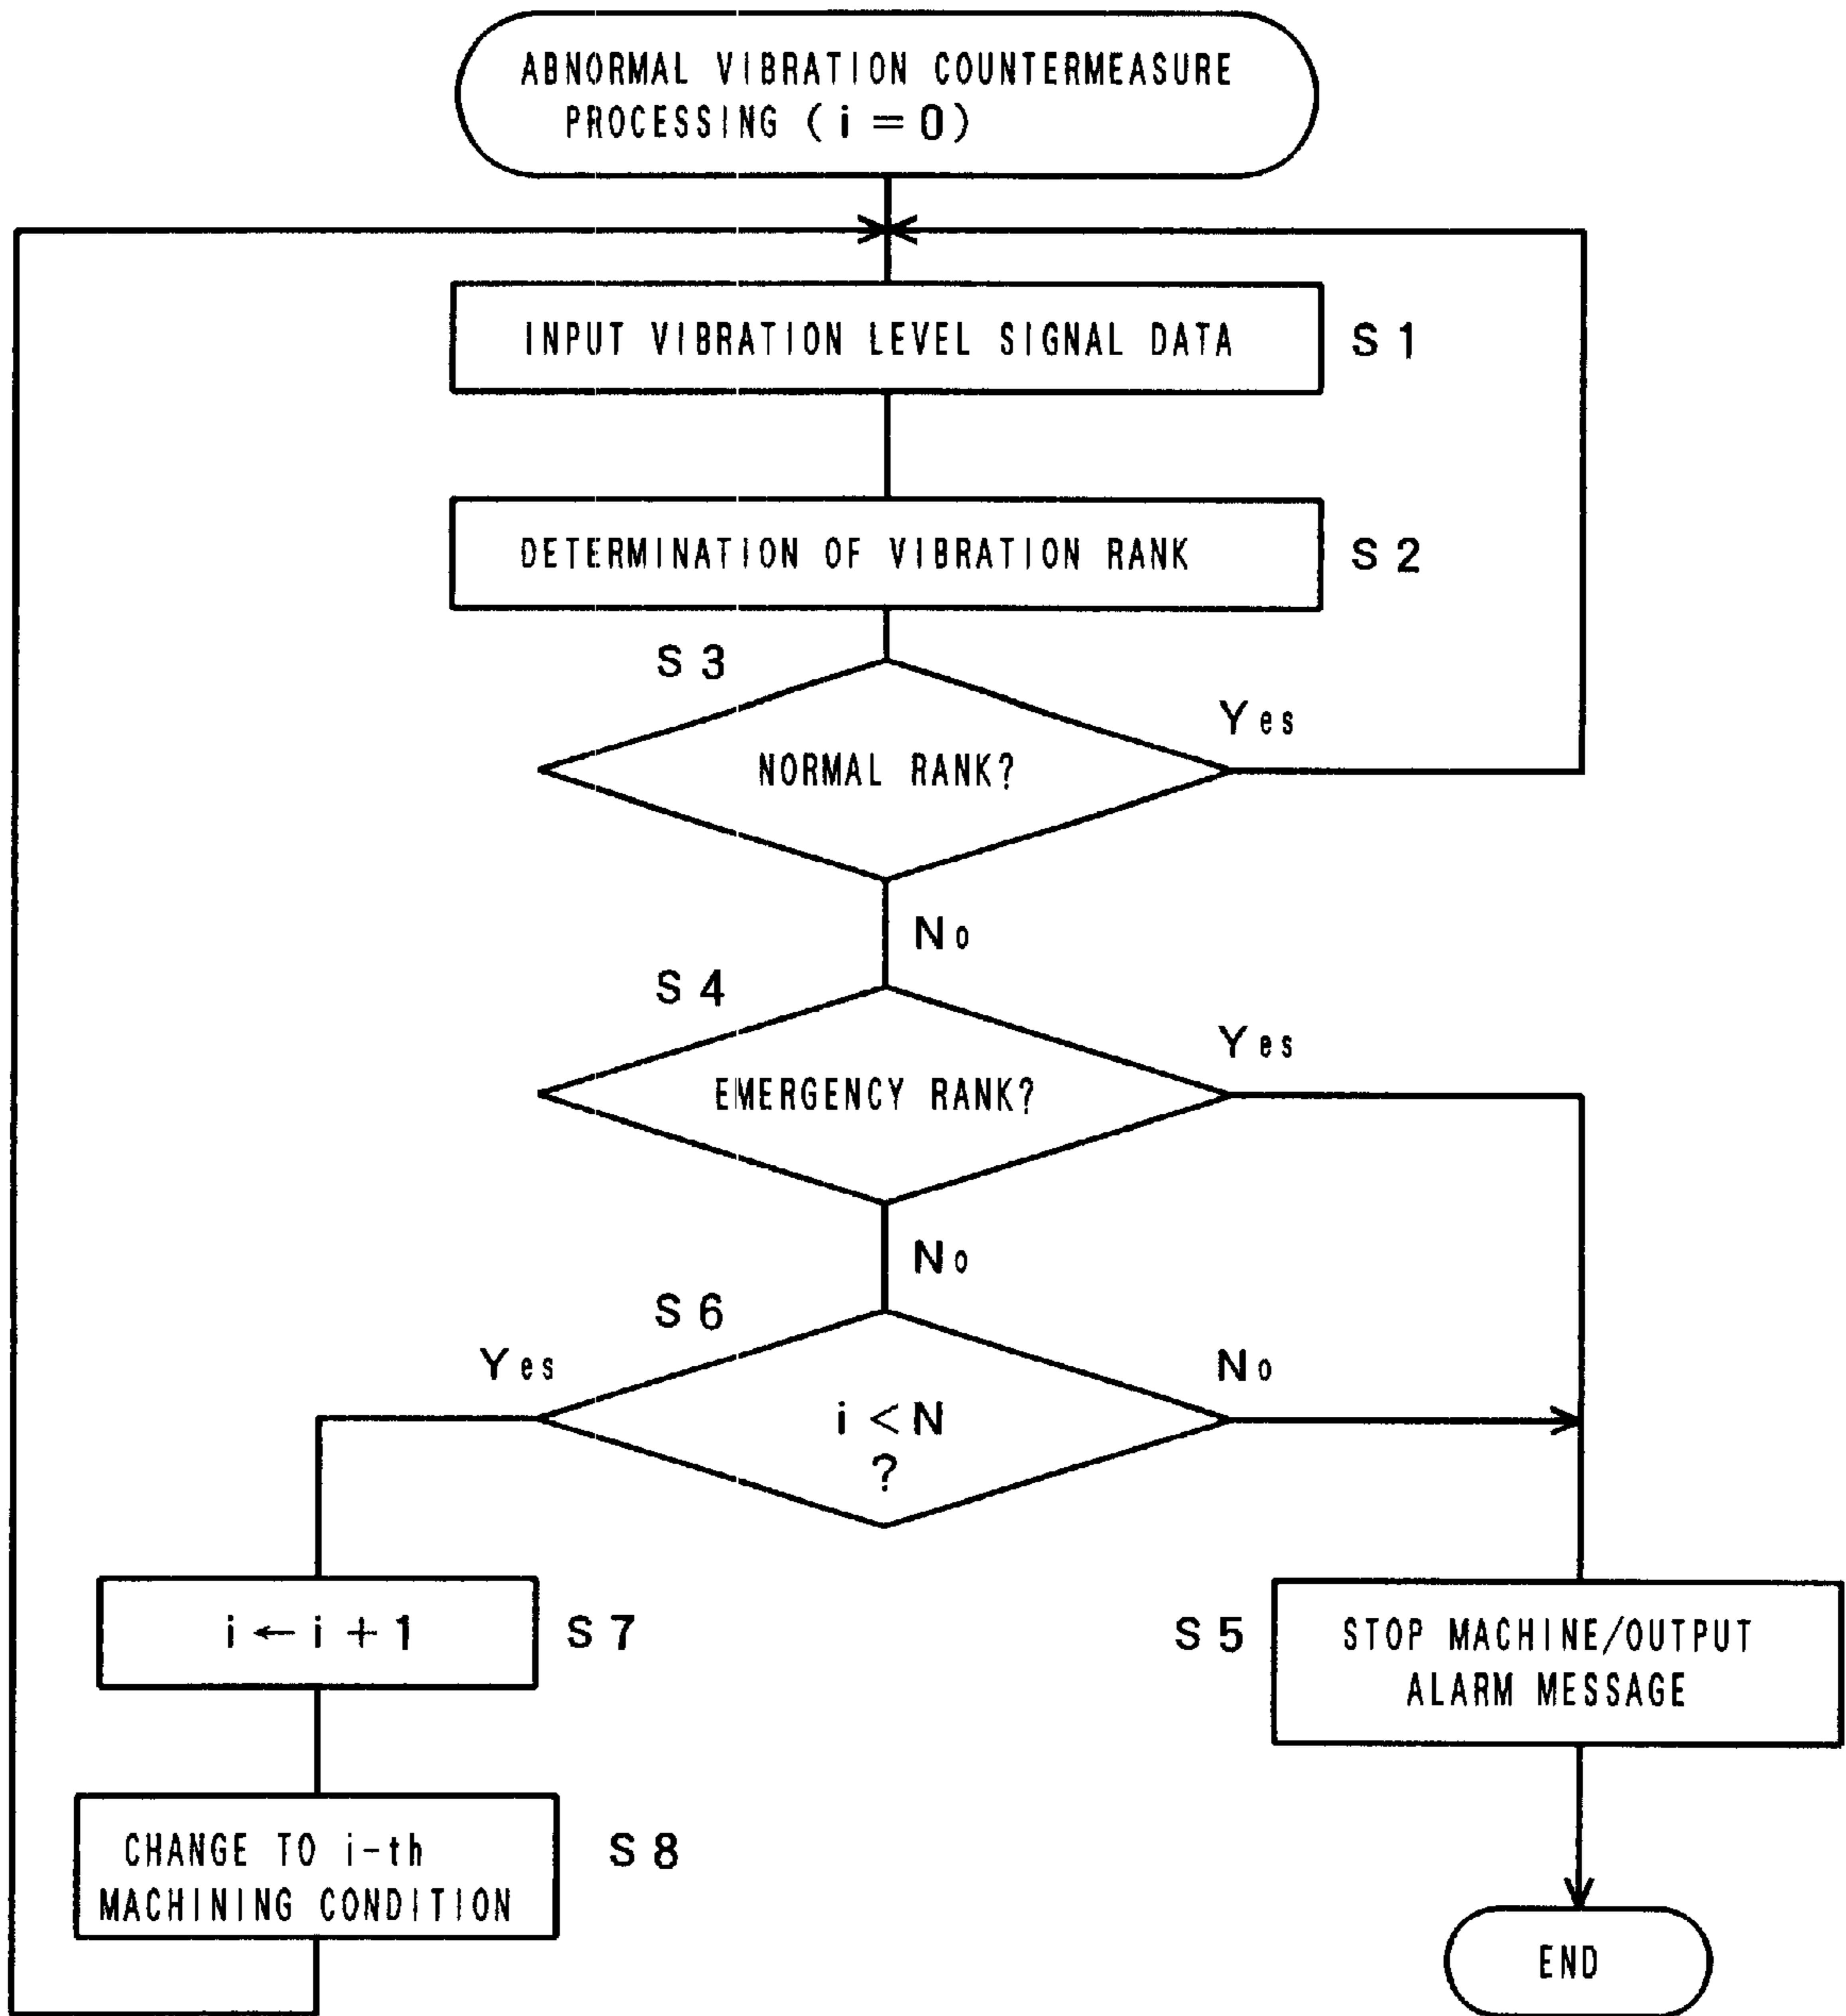 ABNORMAL VIBRATION COUNTERMEASURE
PROCESSING (i=0)
INPUT VIBRATION LEVEL SIGNAL DATA
S1
DETERMINATION OF VIBRATION RANK
S2
S3
Yes
NORMAL RANK?
No
S4
Yes
EMERGENCY RANK?
No
S6
Yes
No
i<N
?
i←i+1
S7
S5
STOP MACHINE/OUTPUT
ALARM MESSAGE
CHANGE TO i-th
MACHINING CONDITION
S8
END